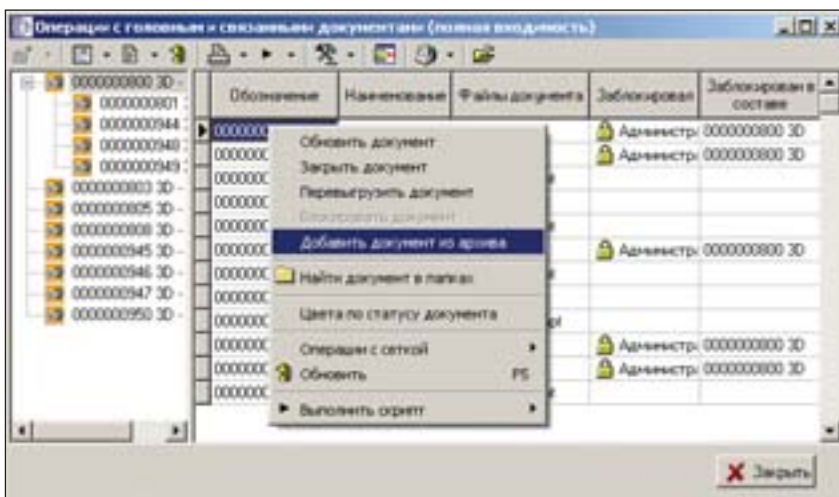 Операции с головным и связанными документами (полная входимость)
0000000800 3D -
0000000801
0000000944
0000000948
0000000949
0000000803 3D -
0000000805 3D -
0000000808 3D -
0000000945 3D -
0000000946 3D -
0000000947 3D -
0000000950 3D -
Обозначение Наименование Файлы документа Заблокирован Заблокирован в составе
Администр 0000000800 3D
Администр 0000000800 3D
Администр 0000000800 3D
Администр 0000000800 3D
Администр 0000000800 3D
Обновить документ
Закрыть документ
Перевыгрузить документ
Блокировать документ
Добавить документ из архива
Найти документ в папках
Цвета по статусу документа
Операции с сеткой
Обновить F5
Выполнить скрипт
Закрыть